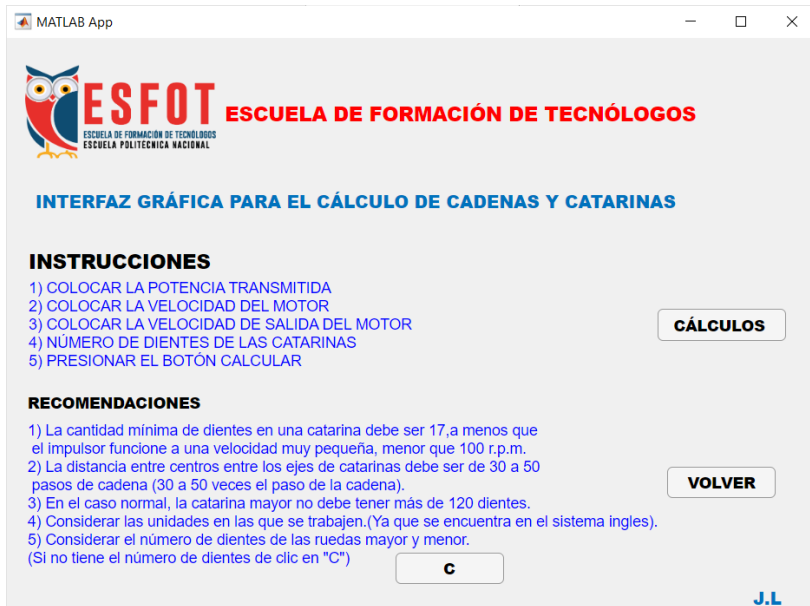 MATLAB App
ESFOT
ESCUELA DE FORMACIÓN DE TECNÓLOGOS
ESCUELA POLITÉCNICA NACIONAL
ESCUELA DE FORMACIÓN DE TECNÓLOGOS
INTERFAZ GRÁFICA PARA EL CÁLCULO DE CADENAS Y CATARINAS
INSTRUCCIONES
1) COLOCAR LA POTENCIA TRANSMITIDA
2) COLOCAR LA VELOCIDAD DEL MOTOR
3) COLOCAR LA VELOCIDAD DE SALIDA DEL MOTOR
4) NÚMERO DE DIENTES DE LAS CATARINAS
5) PRESIONAR EL BOTÓN CALCULAR
CÁLCULOS
RECOMENDACIONES
1) La cantidad mínima de dientes en una catarina debe ser 17,a menos que
el impulsor funcione a una velocidad muy pequeña, menor que 100 r.p.m.
2) La distancia entre centros entre los ejes de catarinas debe ser de 30 a 50
pasos de cadena (30 a 50 veces el paso de la cadena).
3) En el caso normal, la catarina mayor no debe tener más de 120 dientes.
4) Considerar las unidades en las que se trabajen.(Ya que se encuentra en el sistema ingles).
5) Considerar el número de dientes de las ruedas mayor y menor.
(Si no tiene el número de dientes de clic en "C")
VOLVER
C
J.L